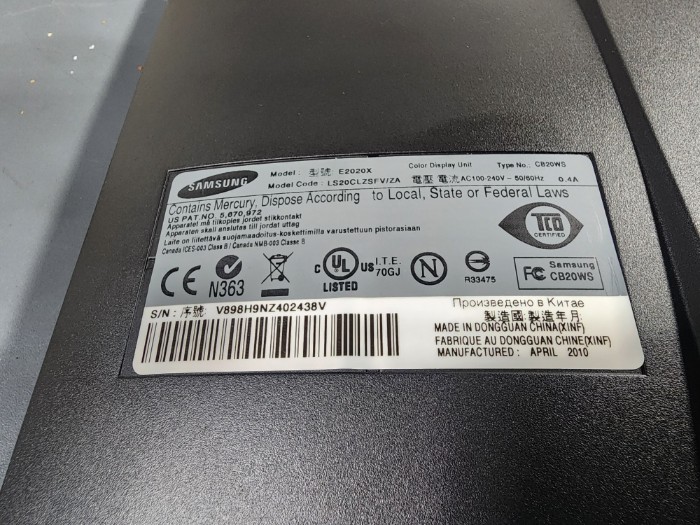 SAMSUNG
Model : 型號 E2020X Color Display Unit Type No.: CB20WS
Model Code : LS20CLZSFV/ZA 電壓 電流 AC100-240V ~ 50/60Hz 0.4A
Contains Mercury, Dispose According to Local, State or Federal Laws
US PAT NO. 5,670,972
Apparatet må tilkoples jordet stikkontakt
Apparaten skall anslutas till jordat uttag
Laite on liitettävä suojamaadoitus-koskettimilla varustettuun pistorasiaan
Canada ICES-003 Class B / Canada NMB-003 Classe B
TCO
CERTIFIED
CE N363 C UL US LISTED I.T.E. 70GJ N R33475 FC Samsung CB20WS
S/N : 序號 V898H9NZ402438V
Произведено в Китае
製造國: 製造年月:
MADE IN DONGGUAN CHINA(XINF)
FABRIQUE AU DONGGUAN CHINE(XINF)
MANUFACTURED : APRIL 2010